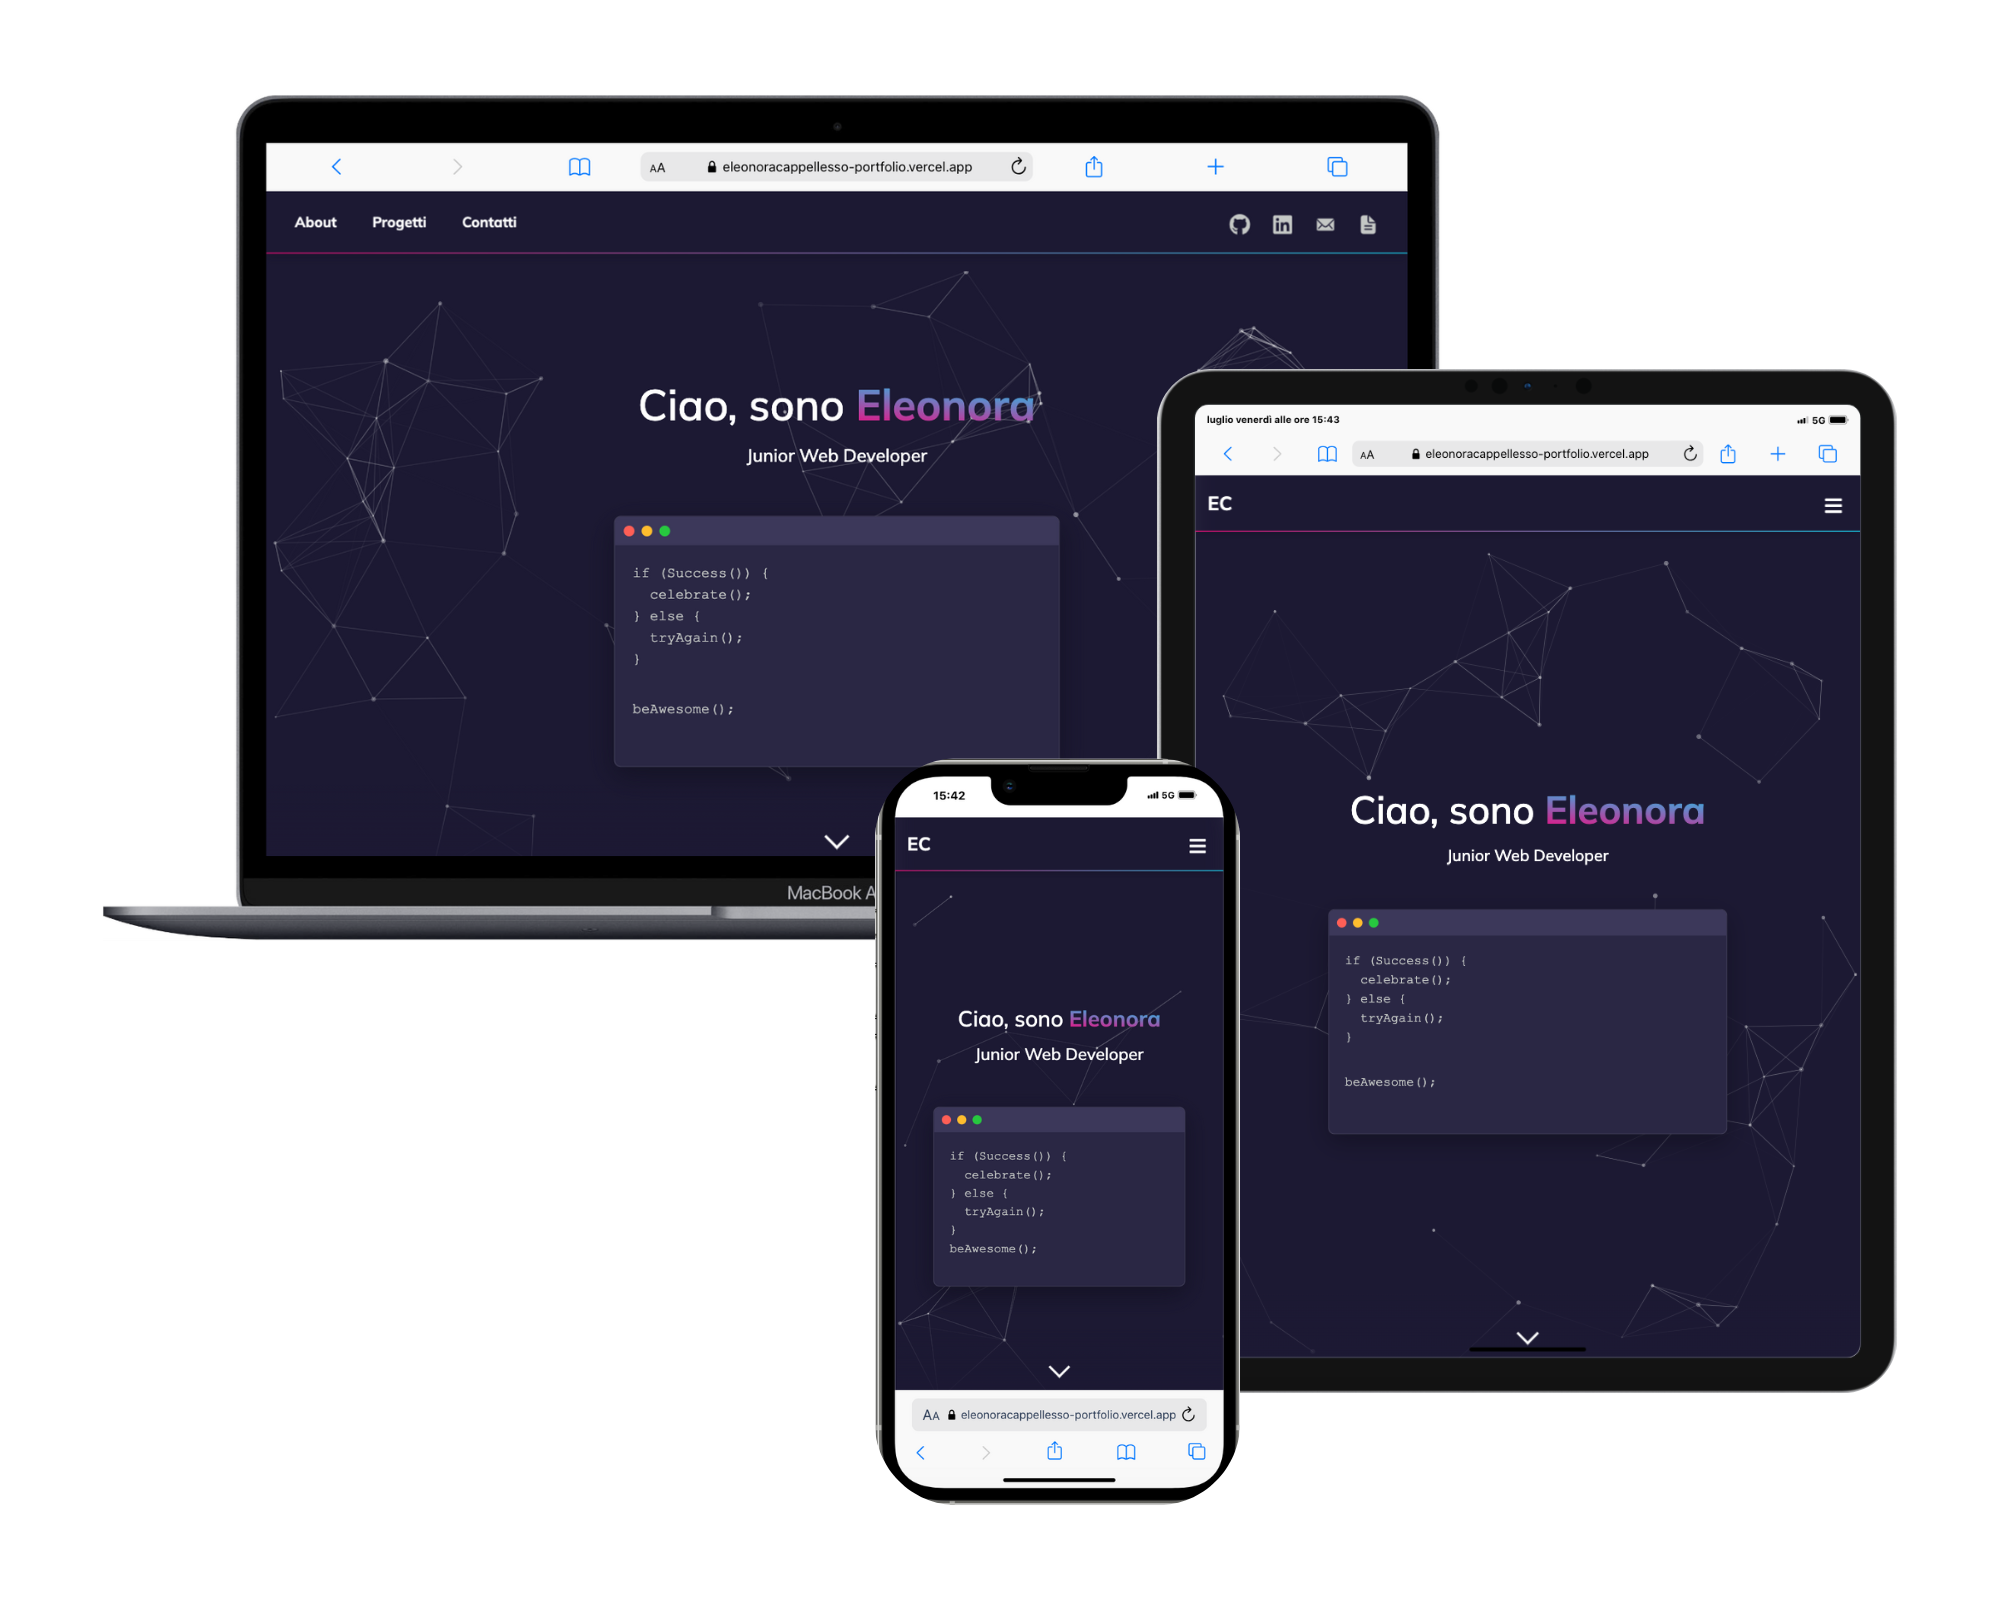 AA eleonoracappellesso-portfolio.vercel.app
About Progetti Contatti
Ciao, sono Eleonora
Junior Web Developer
if (Success()) {
celebrate();
} else {
tryAgain();
}
beAwesome();
MacBook A
luglio venerdì alle ore 15:43 5G
AA eleonoracappellesso-portfolio.vercel.app
EC
Ciao, sono Eleonora
Junior Web Developer
if (Success()) {
celebrate();
} else {
tryAgain();
}
beAwesome();
15:42 5G
EC
Ciao, sono Eleonora
Junior Web Developer
if (Success()) {
celebrate();
} else {
tryAgain();
}
beAwesome();
AA eleonoracappellesso-portfolio.vercel.app